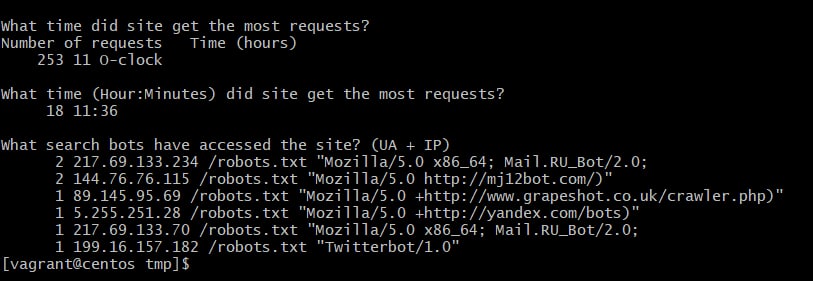 What time did site get the most requests?
Number of requests   Time (hours)
    253 11 O-clock
What time (Hour:Minutes) did site get the most requests?
     18 11:36
What search bots have accessed the site? (UA + IP)
      2 217.69.133.234 /robots.txt "Mozilla/5.0 x86_64; Mail.RU_Bot/2.0;
      2 144.76.76.115 /robots.txt "Mozilla/5.0 http://mj12bot.com/)"
      1 89.145.95.69 /robots.txt "Mozilla/5.0 +http://www.grapeshot.co.uk/crawler.php)"
      1 5.255.251.28 /robots.txt "Mozilla/5.0 +http://yandex.com/bots)"
      1 217.69.133.70 /robots.txt "Mozilla/5.0 x86_64; Mail.RU_Bot/2.0;
      1 199.16.157.182 /robots.txt "Twitterbot/1.0"
[vagrant@centos tmp]$